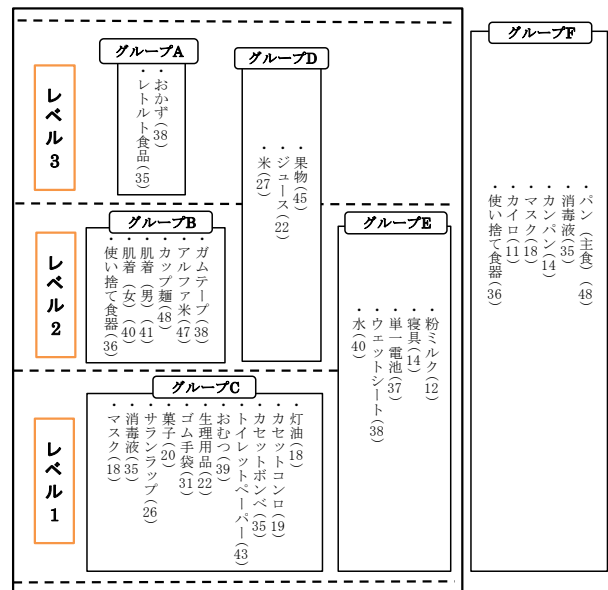 グループA
・おかず(38)
・レトルト食品(35)
グループD
・果物(45)
・ジュース(22)
・米(27)
グループF
・パン（主食）(48)
・消毒液(35)
・カンパン(14)
・マスク(18)
・カイロ(11)
・使い捨て食器(36)
レベル3
グループB
・ガムテープ(38)
・アルファ米(47)
・カップ麺(48)
・肌着(男)(41)
・肌着(女)(40)
・使い捨て食器(36)
グループE
・粉ミルク(12)
・寝具(14)
・単一電池(37)
・ウェットシート(38)
・水(40)
レベル2
グループC
・灯油(18)
・カセットコンロ(19)
・カセットボンベ(35)
・トイレットペーパー(43)
・おむつ(39)
・生理用品(22)
・ゴム手袋(31)
・菓子(20)
・サランラップ(26)
・消毒液(35)
・マスク(18)
レベル1